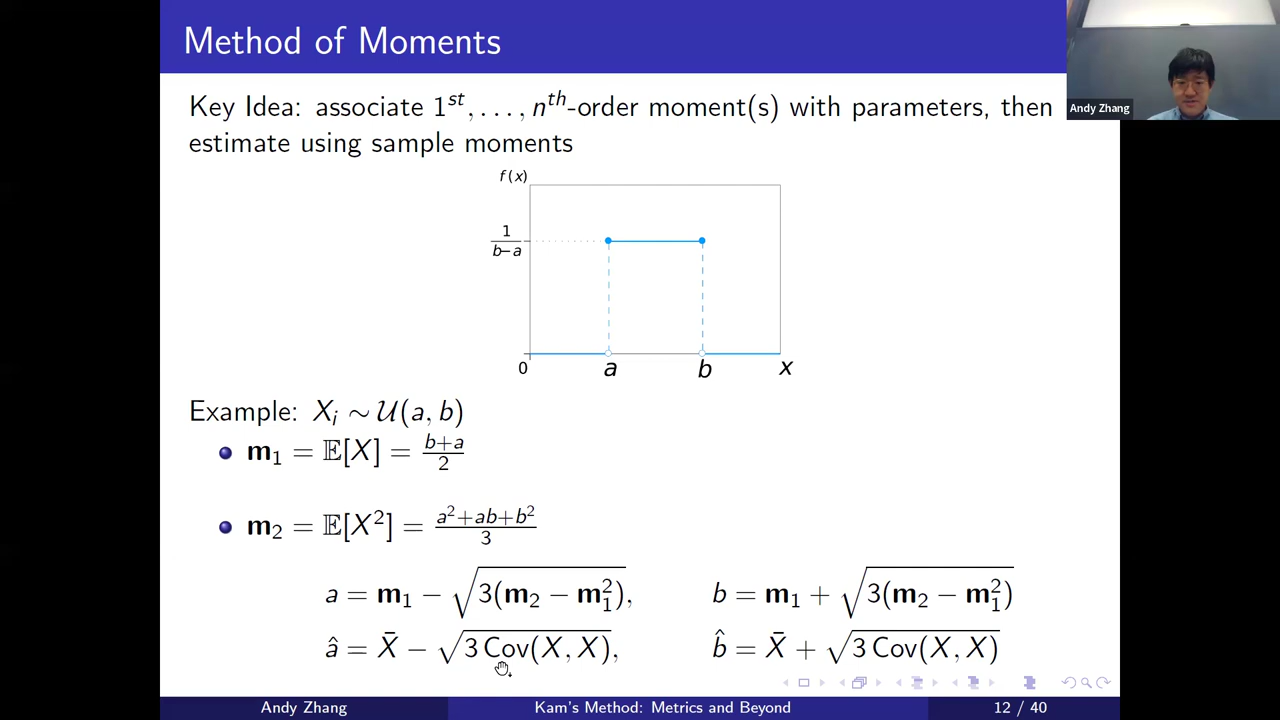 Method of Moments
Andy Zhang
Key Idea: associate 1ˢᵗ, . . . , nᵗʰ-order moment(s) with parameters, then
estimate using sample moments
f(x)
1/(b−a)
0 a b x
Example: Xᵢ ∼ 𝒰(a, b)
m₁ = 𝔼[X] = (b+a)/2
m₂ = 𝔼[X²] = (a²+ab+b²)/3
a = m₁ − √(3(m₂ − m₁²)), b = m₁ + √(3(m₂ − m₁²))
â = X̄ − √(3 Cov(X, X)), b̂ = X̄ + √(3 Cov(X, X))
Andy Zhang Kam's Method: Metrics and Beyond 12 / 40